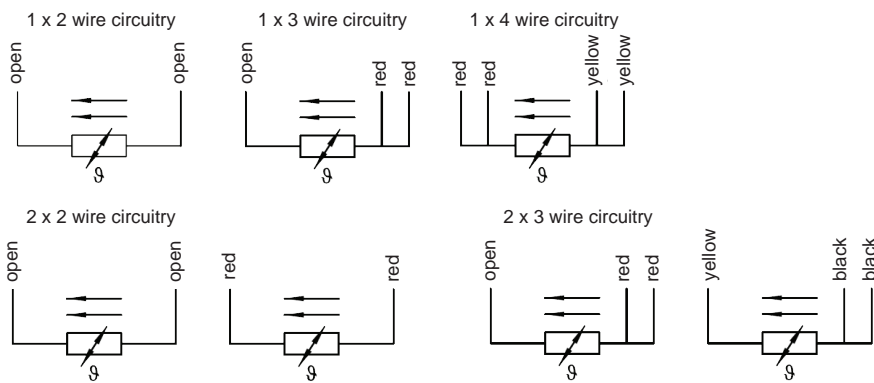 1 x 2 wire circuitry
1 x 3 wire circuitry
1 x 4 wire circuitry
open
open
open
red
red
red
red
yellow
yellow
ϑ
ϑ
ϑ
2 x 2 wire circuitry
2 x 3 wire circuitry
open
open
red
red
open
red
red
yellow
black
black
ϑ
ϑ
ϑ
ϑ